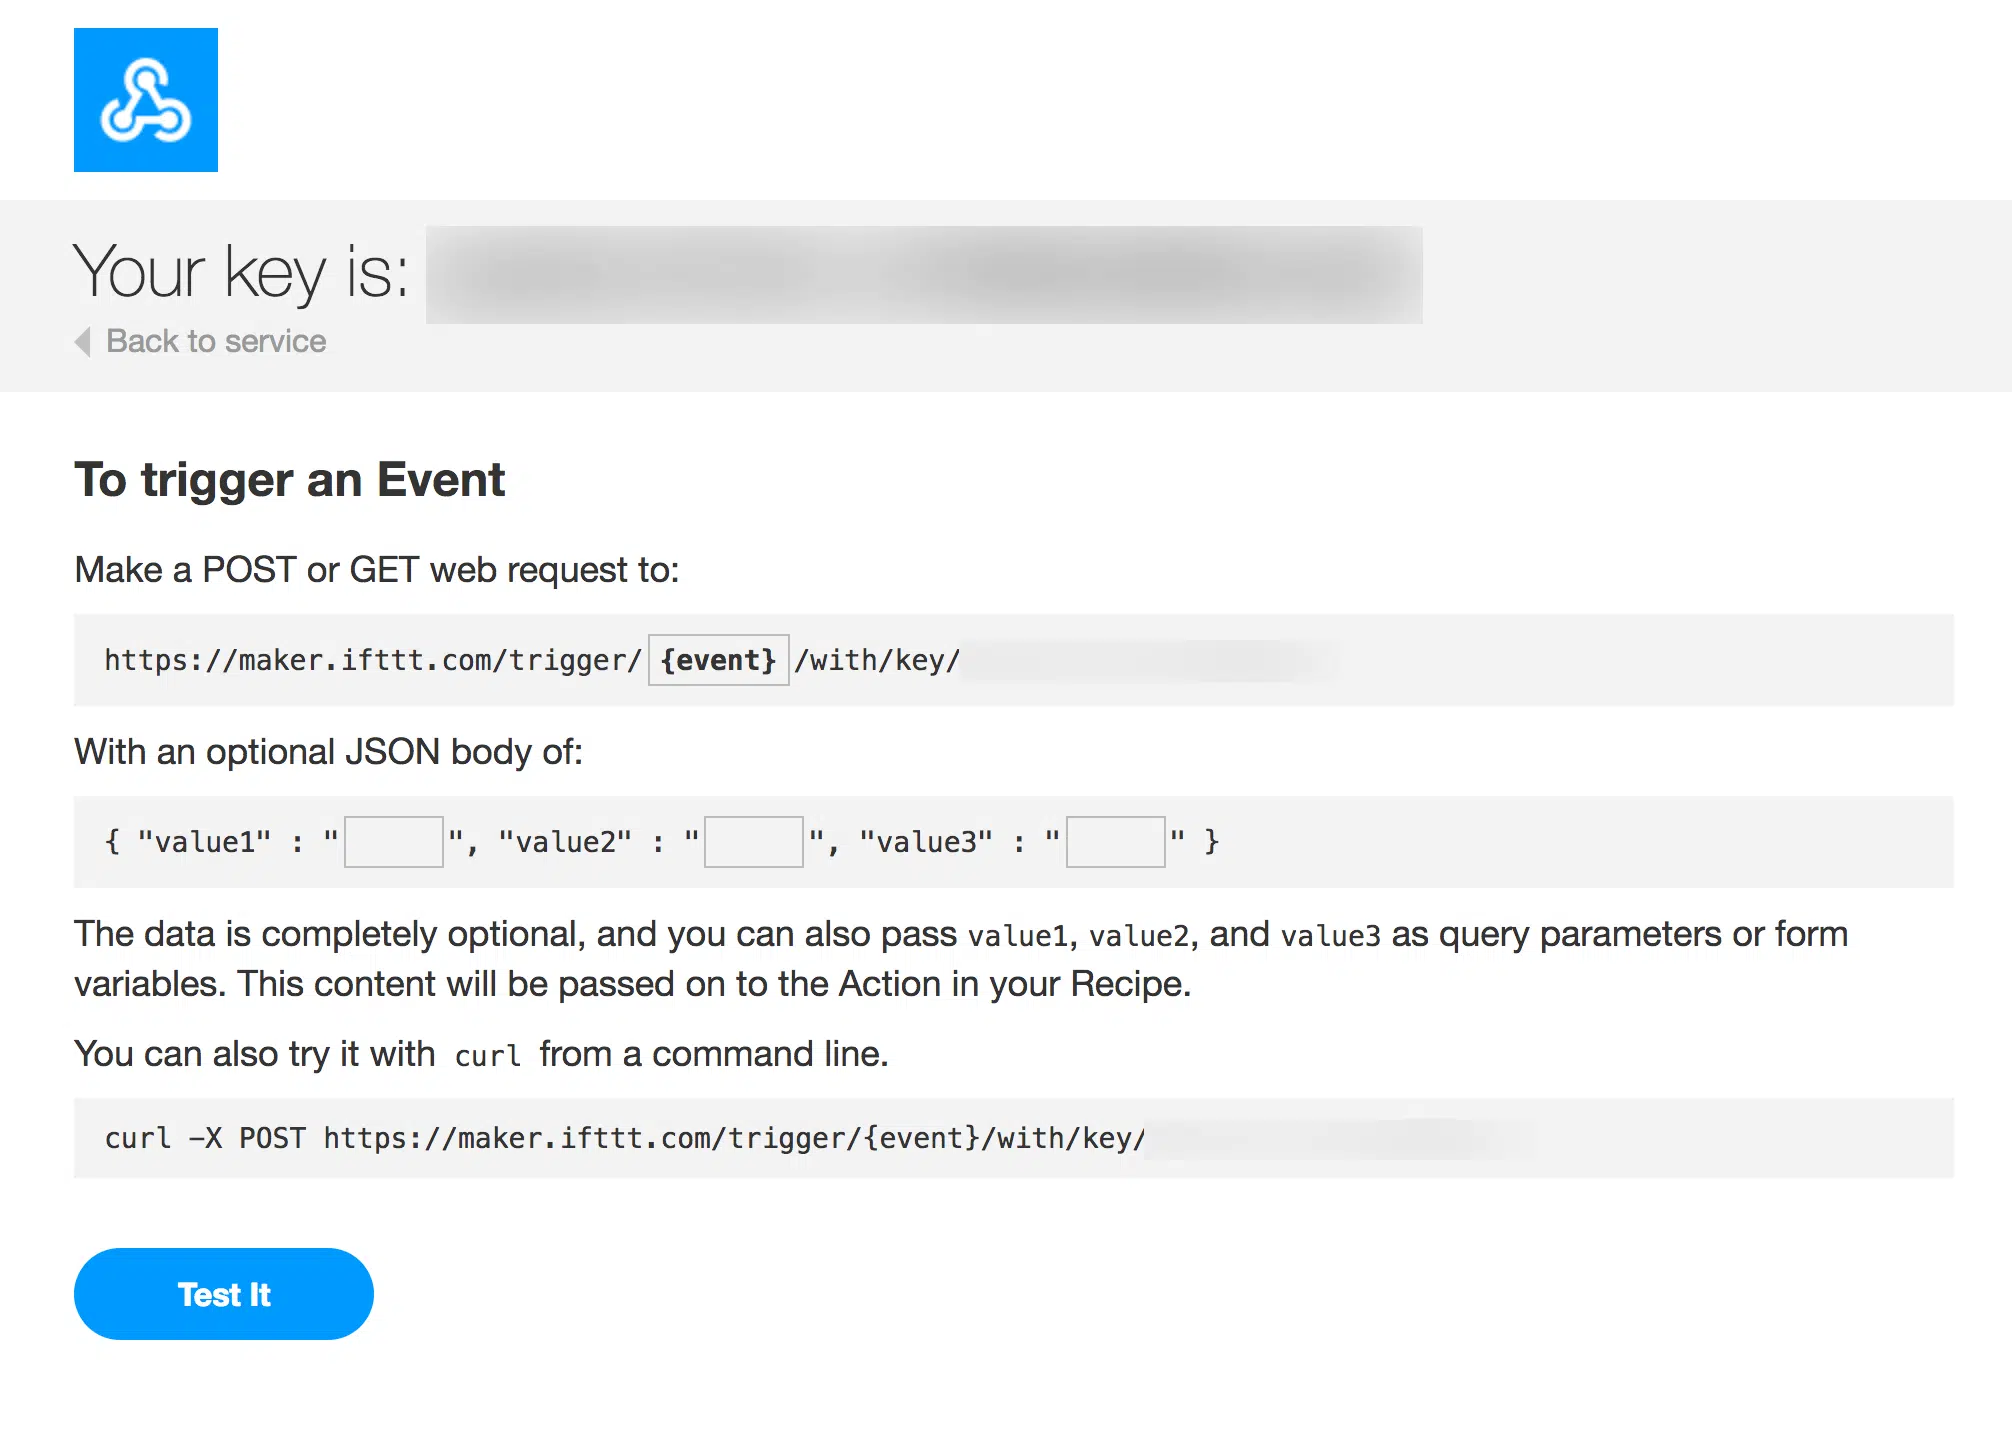 Your key is:
Back to service
To trigger an Event
Make a POST or GET web request to:
https://maker.ifttt.com/trigger/ {event} /with/key/
With an optional JSON body of:
{ "value1" : " ", "value2" : " ", "value3" : " " }
The data is completely optional, and you can also pass value1, value2, and value3 as query parameters or form
variables. This content will be passed on to the Action in your Recipe.
You can also try it with curl from a command line.
curl -X POST https://maker.ifttt.com/trigger/{event}/with/key/
Test It